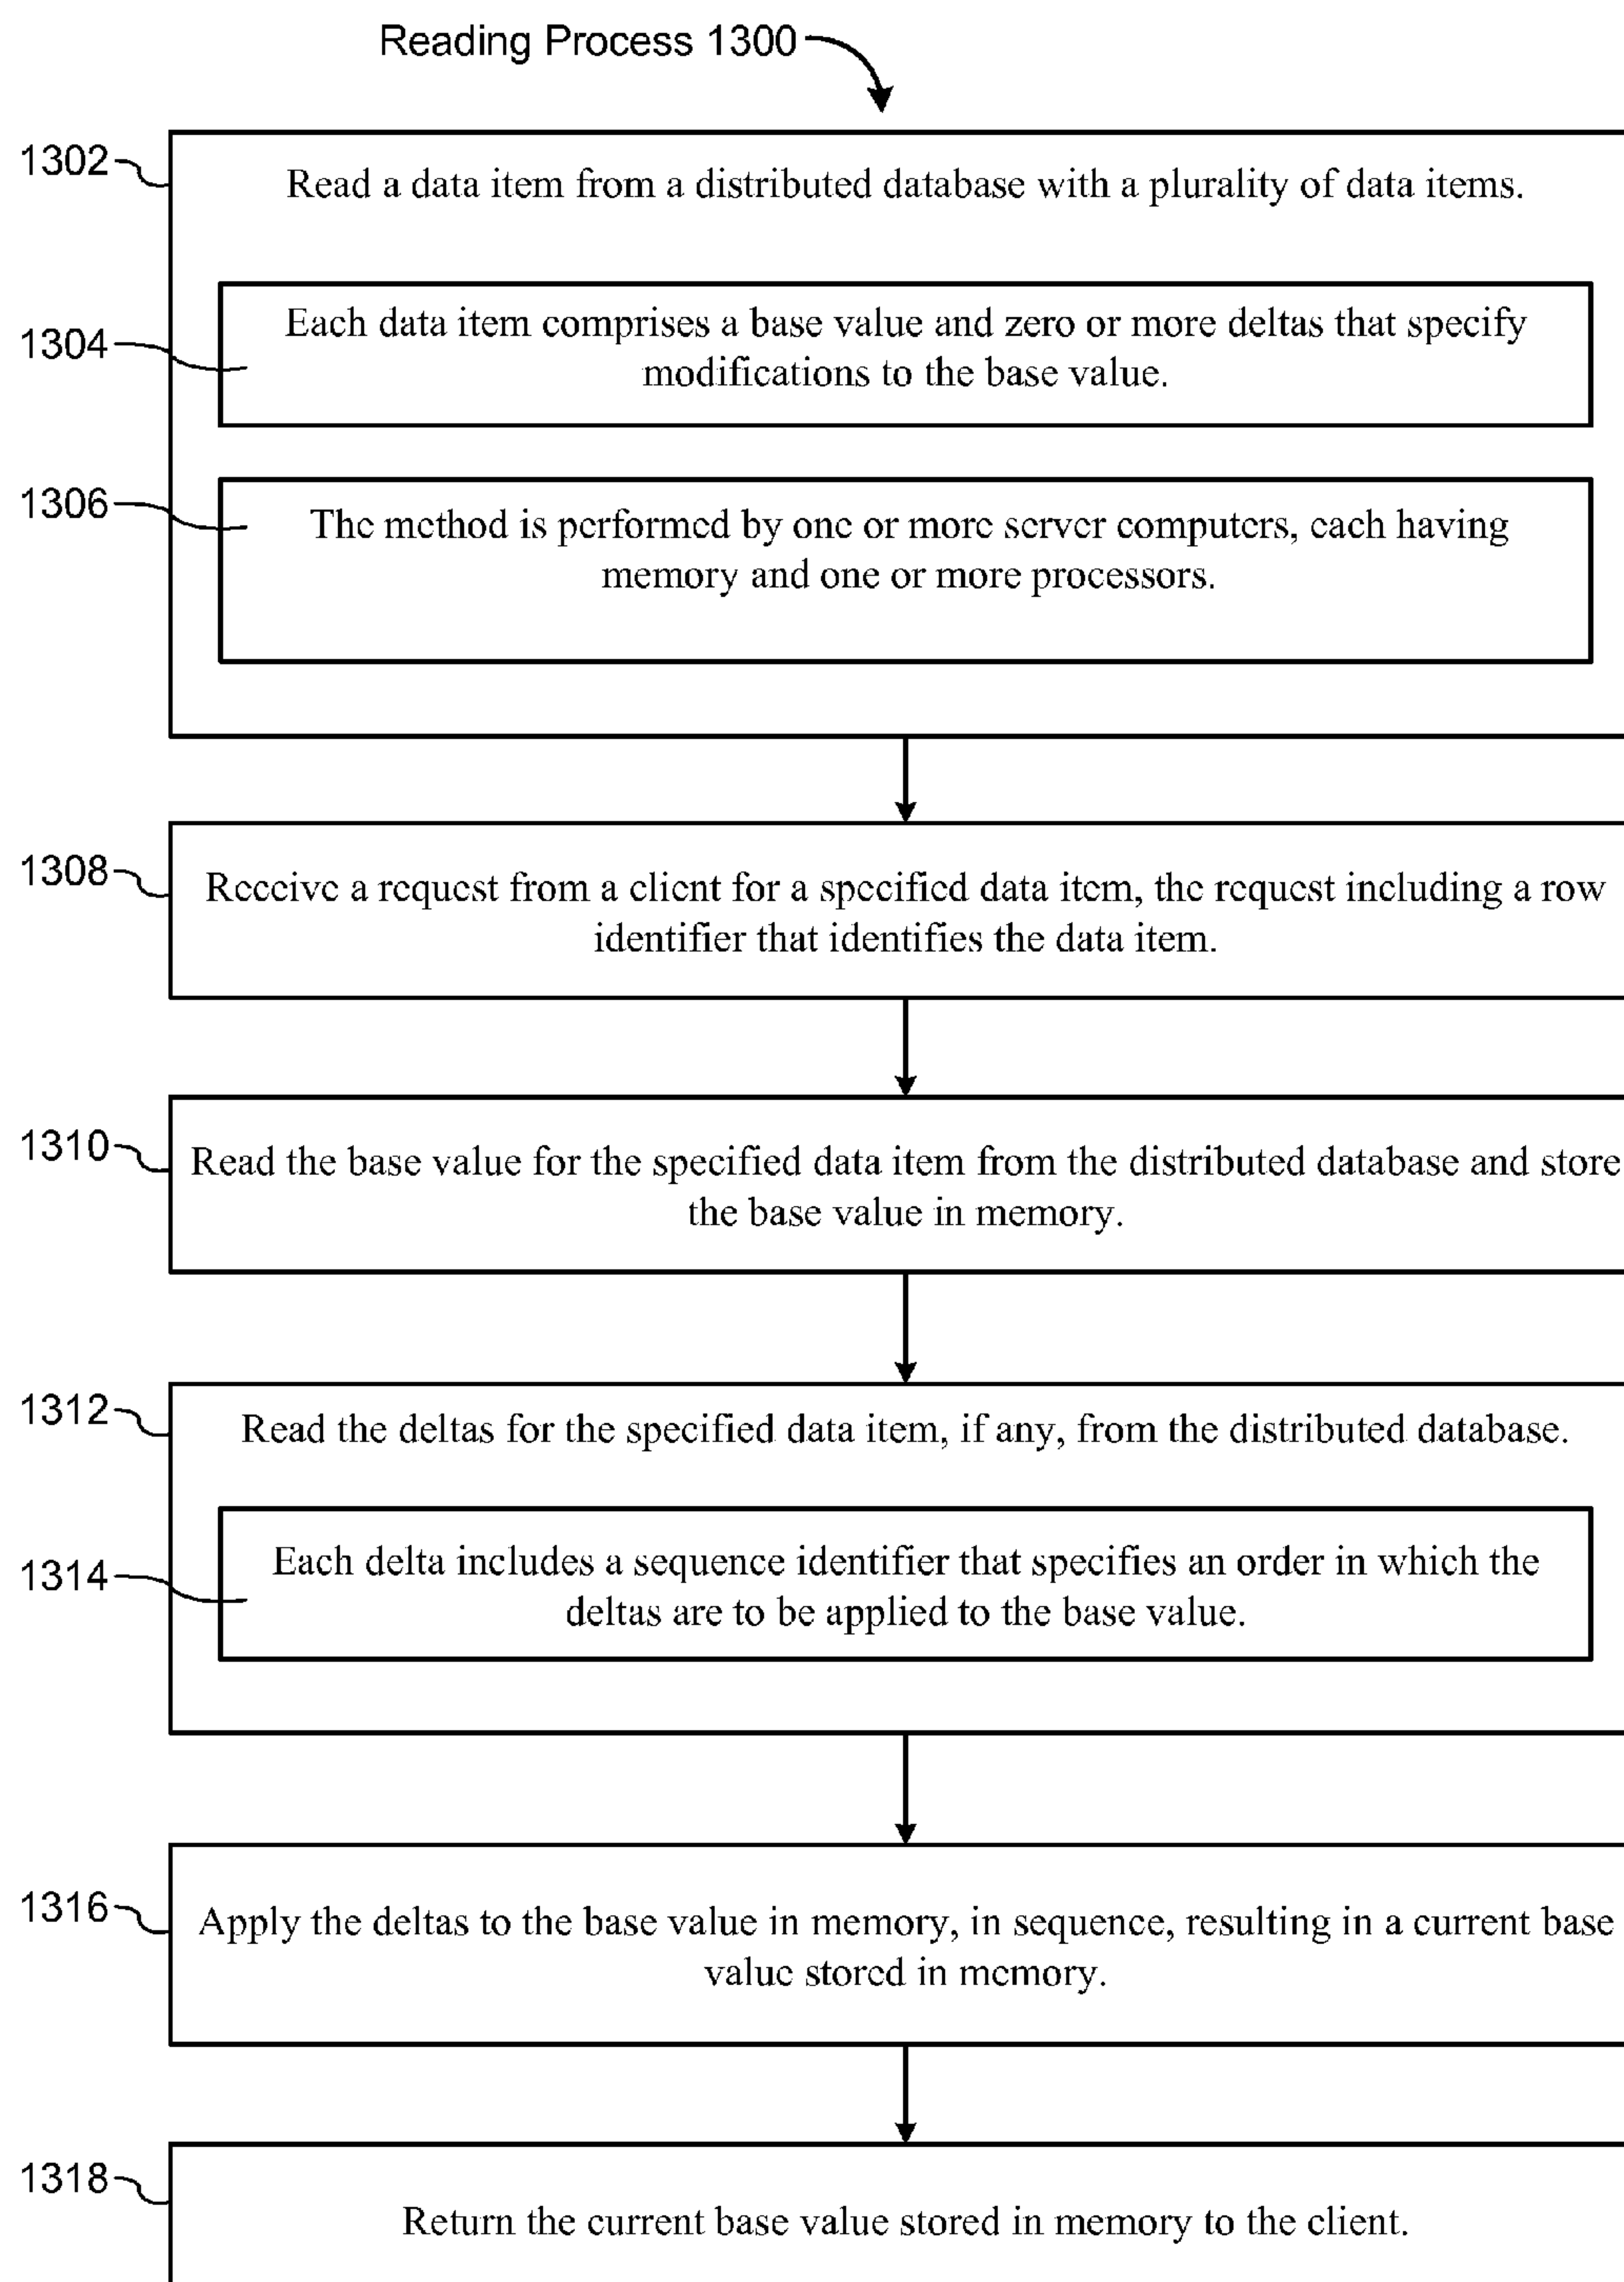 Reading Process 1300
1302
Read a data item from a distributed database with a plurality of data items.
1304
Each data item comprises a base value and zero or more deltas that specify
modifications to the base value.
1306
The method is performed by one or more server computers, each having
memory and one or more processors.
1308
Receive a request from a client for a specified data item, the request including a row
identifier that identifies the data item.
1310
Read the base value for the specified data item from the distributed database and store
the base value in memory.
1312
Read the deltas for the specified data item, if any, from the distributed database.
1314
Each delta includes a sequence identifier that specifies an order in which the
deltas are to be applied to the base value.
1316
Apply the deltas to the base value in memory, in sequence, resulting in a current base
value stored in memory.
1318
Return the current base value stored in memory to the client.